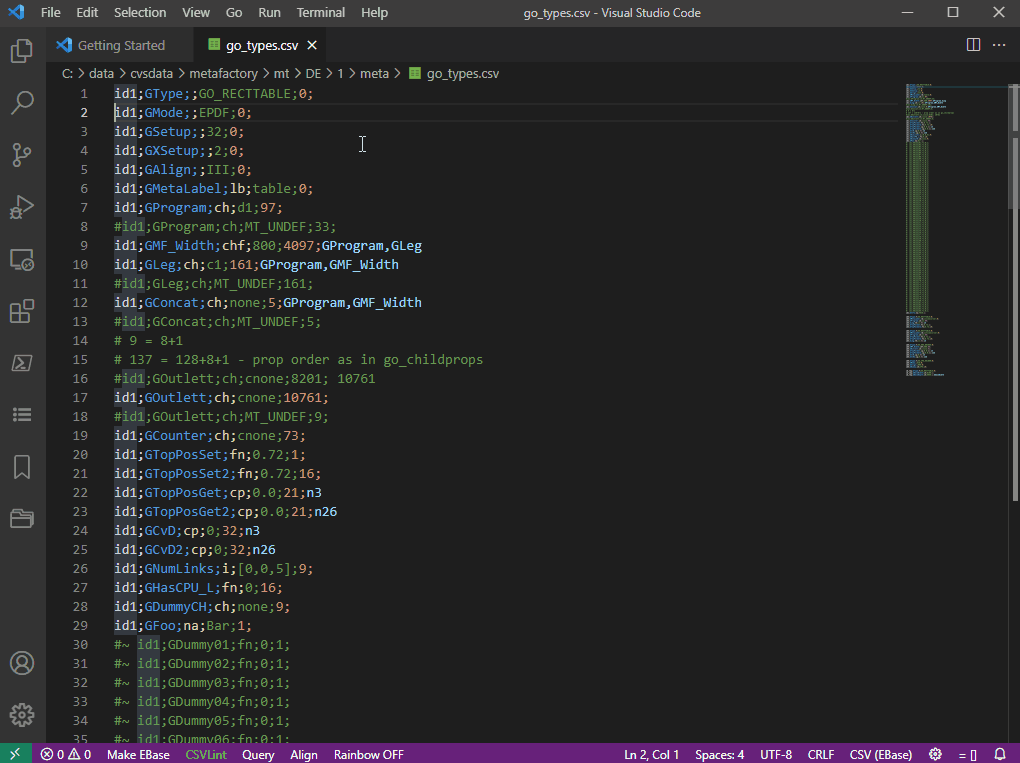 File Edit Selection View Go Run Terminal Help go_types.csv - Visual Studio Code
Getting Started go_types.csv
C: > data > cvsdata > metafactory > mt > DE > 1 > meta > go_types.csv
1 id1;GType;;GO_RECTTABLE;0;
2 id1;GMode;;EPDF;0;
3 id1;GSetup;;32;0;
4 id1;GXSetup;;2;0;
5 id1;GAlign;;III;0;
6 id1;GMetaLabel;lb;table;0;
7 id1;GProgram;ch;d1;97;
8 #id1;GProgram;ch;MT_UNDEF;33;
9 id1;GMF_Width;chf;800;4097;GProgram,GLeg
10 id1;GLeg;ch;c1;161;GProgram,GMF_Width
11 #id1;GLeg;ch;MT_UNDEF;161;
12 id1;GConcat;ch;none;5;GProgram,GMF_Width
13 #id1;GConcat;ch;MT_UNDEF;5;
14 # 9 = 8+1
15 # 137 = 128+8+1 - prop order as in go_childprops
16 #id1;GOutlett;ch;cnone;8201; 10761
17 id1;GOutlett;ch;cnone;10761;
18 #id1;GOutlett;ch;MT_UNDEF;9;
19 id1;GCounter;ch;cnone;73;
20 id1;GTopPosSet;fn;0.72;1;
21 id1;GTopPosSet2;fn;0.72;16;
22 id1;GTopPosGet;cp;0.0;21;n3
23 id1;GTopPosGet2;cp;0.0;21;n26
24 id1;GCvD;cp;0;32;n3
25 id1;GCvD2;cp;0;32;n26
26 id1;GNumLinks;i;[0,0,5];9;
27 id1;GHasCPU_L;fn;0;16;
28 id1;GDummyCH;ch;none;9;
29 id1;GFoo;na;Bar;1;
30 #~ id1;GDummy01;fn;0;1;
31 #~ id1;GDummy02;fn;0;1;
32 #~ id1;GDummy03;fn;0;1;
33 #~ id1;GDummy04;fn;0;1;
34 #~ id1;GDummy05;fn;0;1;
35 #~ id1;GDummy06;fn;0;1;
0 0 Make EBase CSVLint Query Align Rainbow OFF Ln 2, Col 1 Spaces: 4 UTF-8 CRLF CSV (EBase) = []